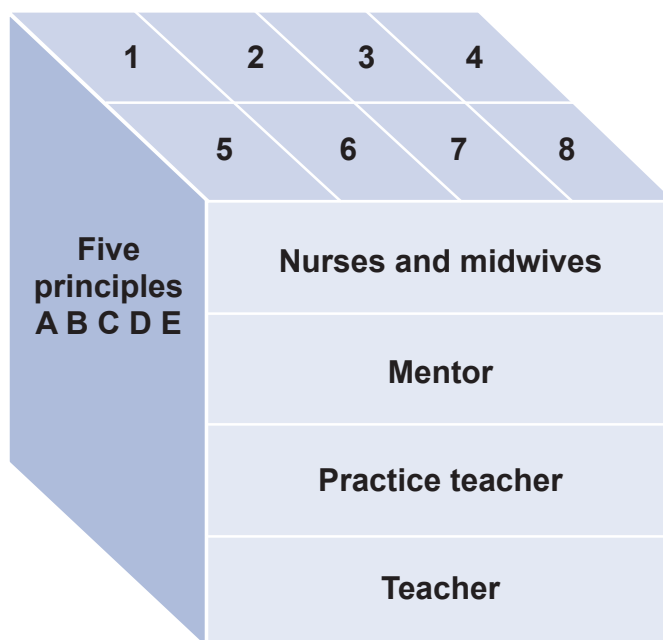 1 2 3 4
5 6 7 8
Five
principles
A B C D E
Nurses and midwives
Mentor
Practice teacher
Teacher